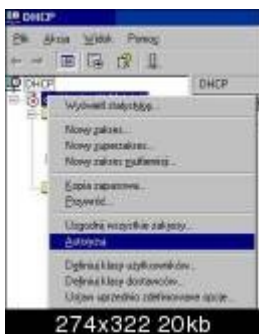 DHCP
Plik Akcja Widok Pomoc
DHCP
DHCP
Wyświetl statystykę...
Nowy zakres...
Nowy superzakres...
Nowy zakres multiemisji...
Kopia zapasowa...
Przywróć...
Uzgodnij wszystkie zakresy...
Autoryzuj
Definiuj klasy użytkowników...
Definiuj klasy dostawców...
Ustaw uprzednio zdefiniowane opcje...
274x322 20kb